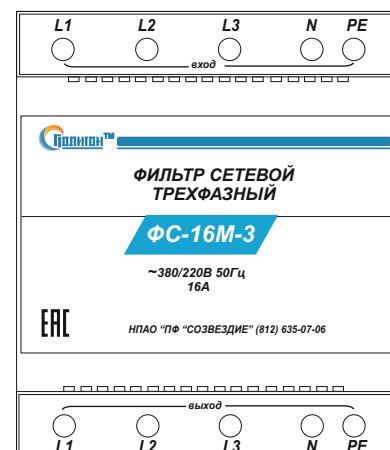 L1 L2 L3 N PE
вход
Полигон™
ФИЛЬТР СЕТЕВОЙ
ТРЕХФАЗНЫЙ
ФС-16М-3
~380/220В 50Гц
16А
ЕАС
НПАО "ПФ "СОЗВЕЗДИЕ" (812) 635-07-06
выход
L1 L2 L3 N PE